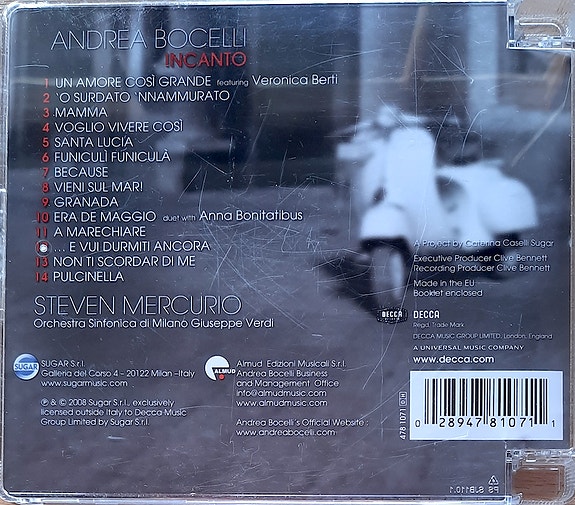 ANDREA BOCELLI
INCANTO
1 UN AMORE COSÌ GRANDE featuring Veronica Berti
2 'O SURDATO 'NNAMMURATO
3 MAMMA
4 VOGLIO VIVERE COSÌ
5 SANTA LUCIA
6 FUNICULÌ FUNICULÀ
7 BECAUSE
8 VIENI SUL MAR!
9 GRANADA
10 ERA DE MAGGIO duet with Anna Bonitatibus
11 A MARECHIARE
... E VUI DURMITI ANCORA
13 NON TI SCORDAR DI ME
14 PULCINELLA
STEVEN MERCURIO
Orchestra Sinfonica di Milano Giuseppe Verdi
A Project by Caterina Caselli Sugar
Executive Producer Clive Bennett
Recording Producer Clive Bennett
Made in the EU
Booklet enclosed
DECCA
DECCA
Regd. Trade Mark
DECCA MUSIC GROUP LIMITED, London, England
A UNIVERSAL MUSIC COMPANY
www.decca.com
SUGAR
SUGAR S.r.l.
Galleria del Corso 4 - 20122 Milan -Italy
www.sugarmusic.com
℗ & © 2008 Sugar S.r.l., exclusively
licensed outside Italy to Decca Music
Group Limited by Sugar S.r.l.
ALMUD
Almud Edizioni Musicali S.r.l.
Andrea Bocelli Business
and Management Office
info@almudmusic.com
www.almudmusic.com
Andrea Bocelli's Official Website :
www.andreabocelli.com
478 1071
0 28947 81071 1
PS SJB110.1